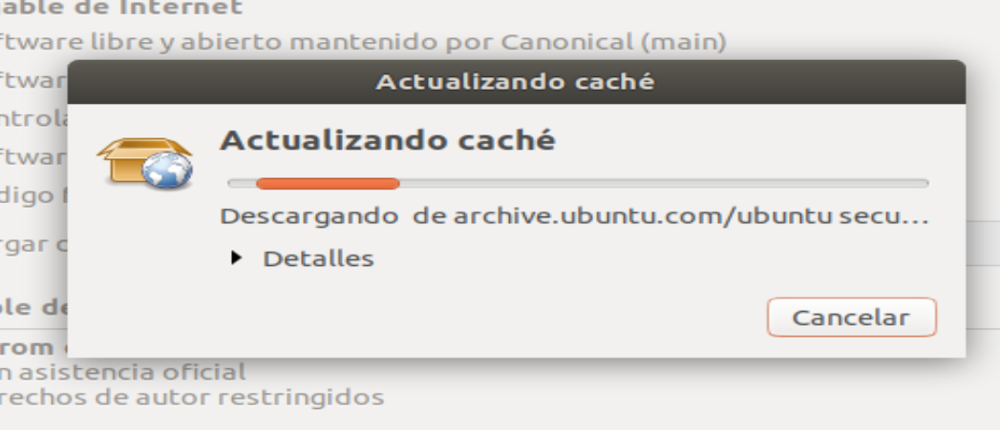 able de Internet
ftware libre y abierto mantenido por Canonical (main)
Actualizando caché
ftwar
ntrola
Actualizando caché
ftwar
digo f
Descargando de archive.ubuntu.com/ubuntu secu...
rgar c
Detalles
ble de
Cancelar
rom
n asistencia oficial
rechos de autor restringidos